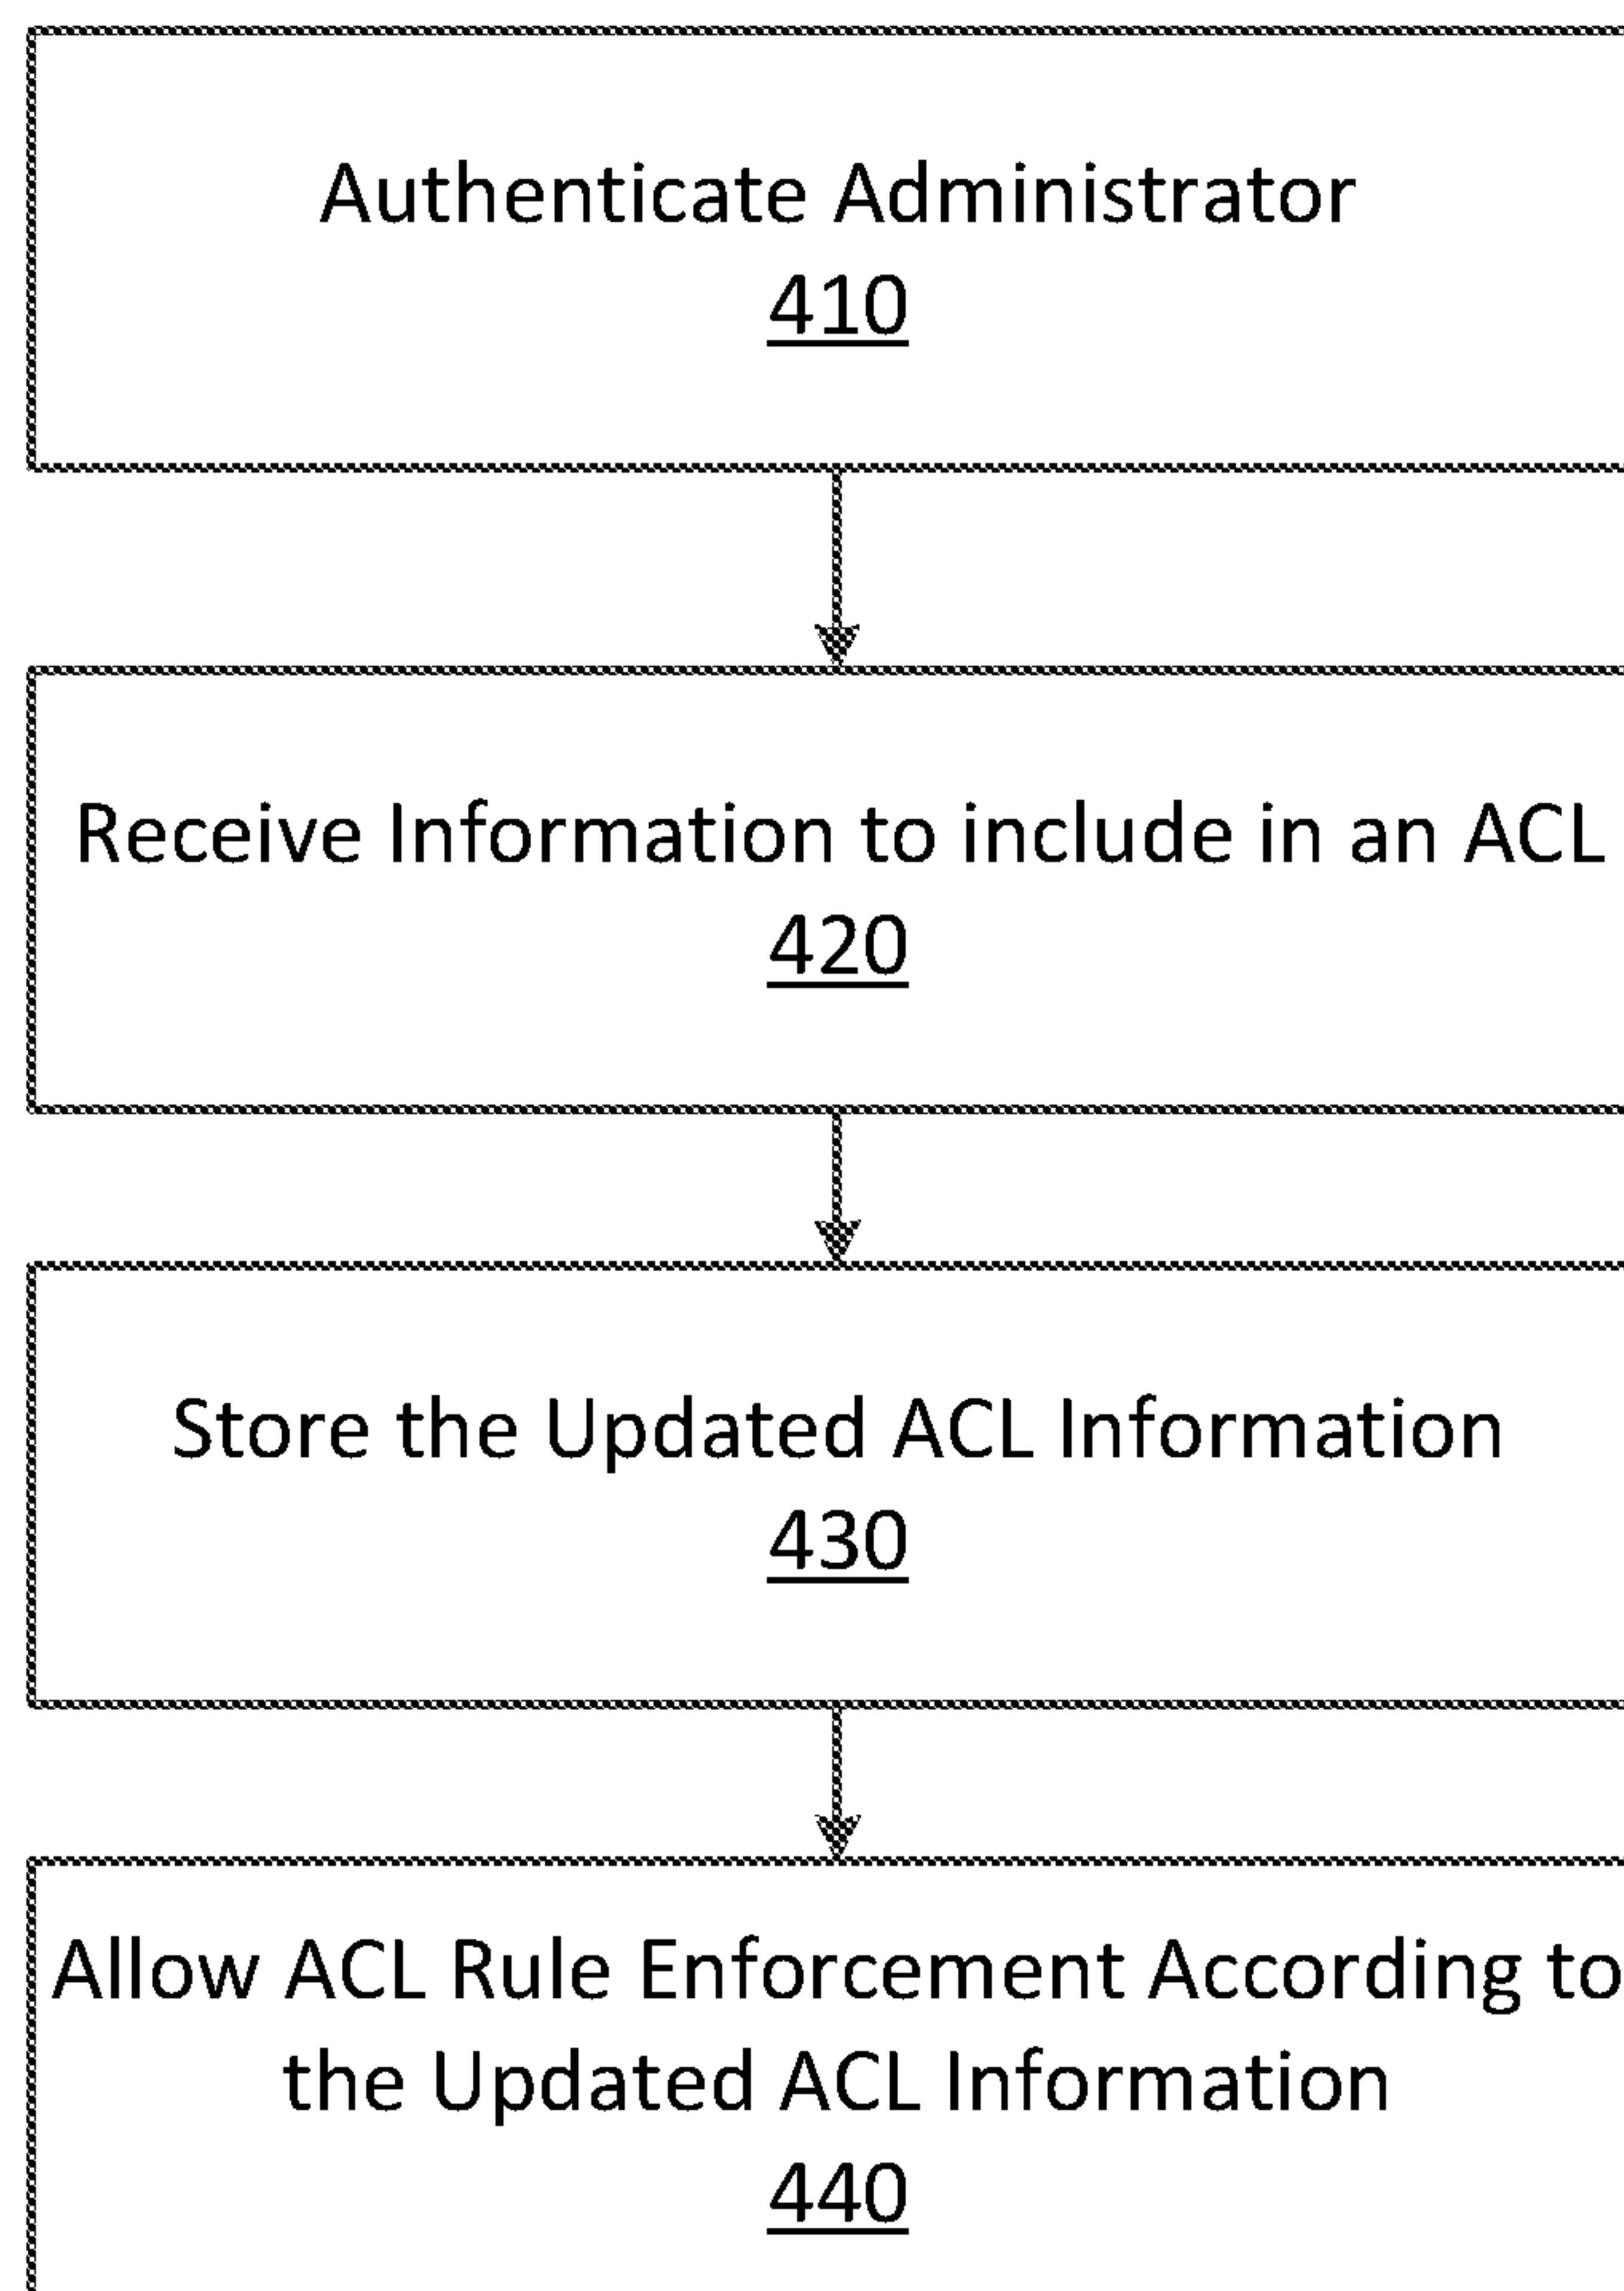 Authenticate Administrator
410
Receive Information to include in an ACL
420
Store the Updated ACL Information
430
Allow ACL Rule Enforcement According to
the Updated ACL Information
440